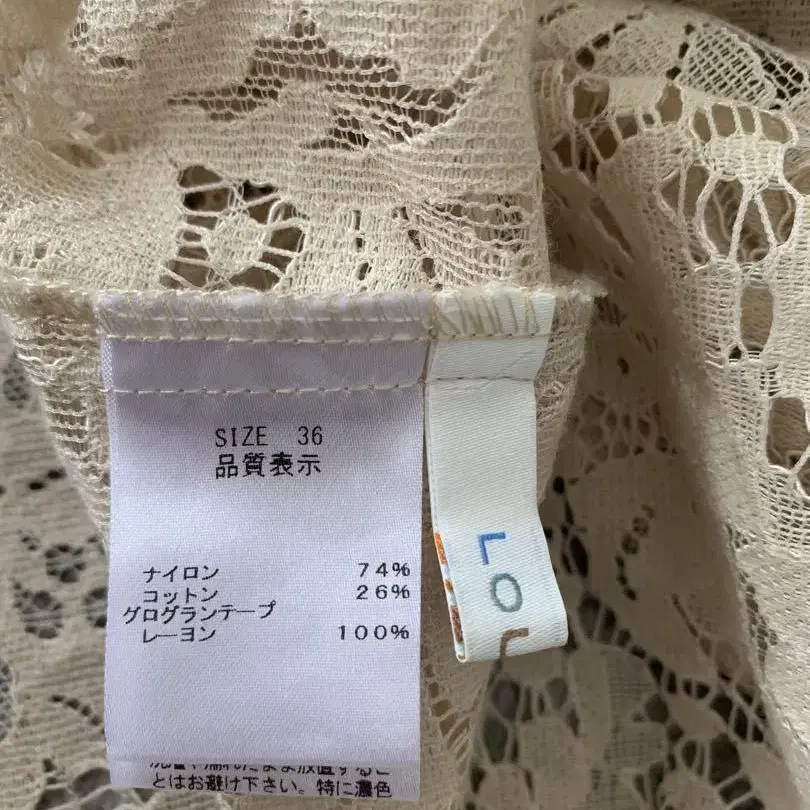 SIZE 36
品質表示
ナイロン 74%
コットン 26%
グログランテープ
レーヨン 100%
とはお避け下さい。特に濃色
LOU